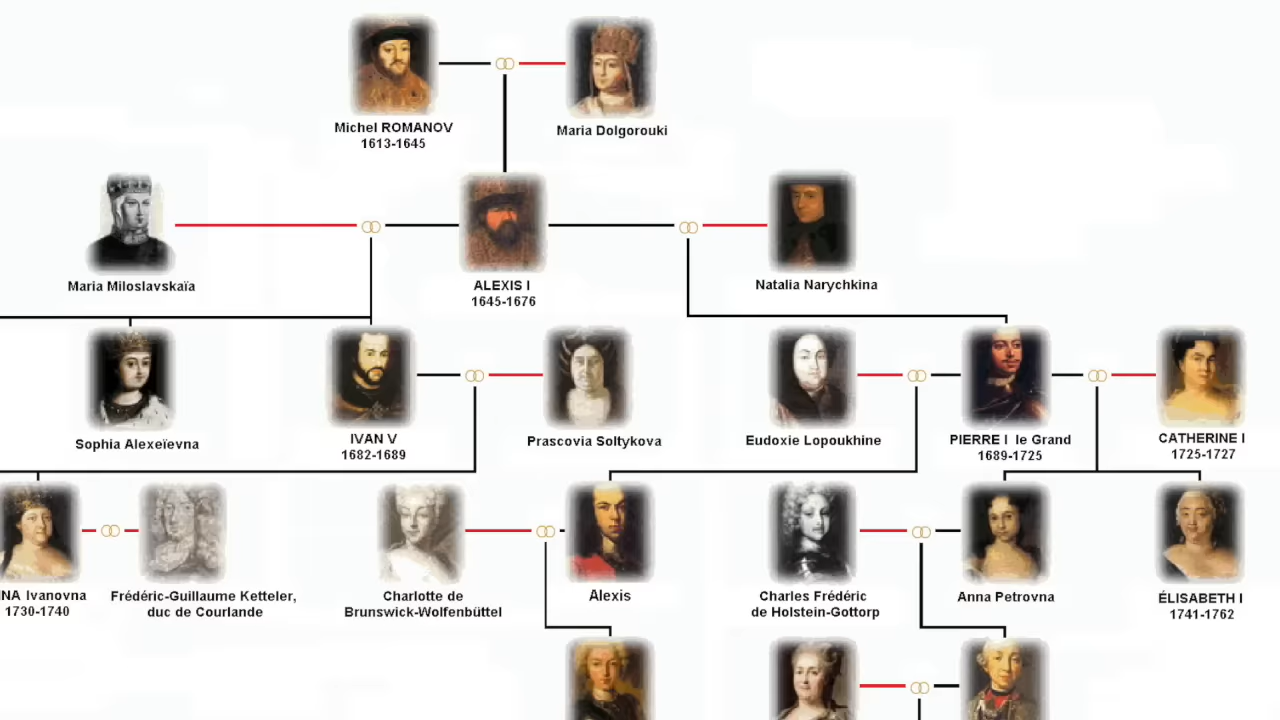 Michel ROMANOV
1613-1645
Maria Dolgorouki
Maria Miloslavskaïa
ALEXIS I
1645-1676
Natalia Narychkina
Sophia Alexeïevna
IVAN V
1682-1689
Prascovia Soltykova
Eudoxie Lopoukhine
PIERRE I le Grand
1689-1725
CATHERINE I
1725-1727
NA Ivanovna
1730-1740
Frédéric-Guillaume Ketteler,
duc de Courlande
Charlotte de
Brunswick-Wolfenbüttel
Alexis
Charles Frédéric
de Holstein-Gottorp
Anna Petrovna
ÉLISABETH I
1741-1762